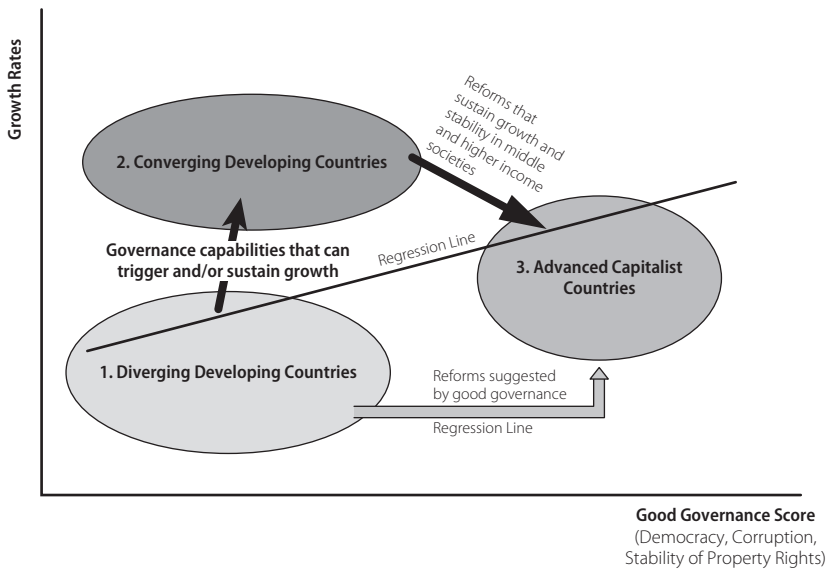 Growth Rates
2. Converging Developing Countries
Reforms that
sustain growth and
stability in middle
and higher income
societies
Governance capabilities that can
trigger and/or sustain growth
Regression Line
3. Advanced Capitalist
Countries
1. Diverging Developing Countries
Reforms suggested
by good governance
Regression Line
Good Governance Score
(Democracy, Corruption,
Stability of Property Rights)